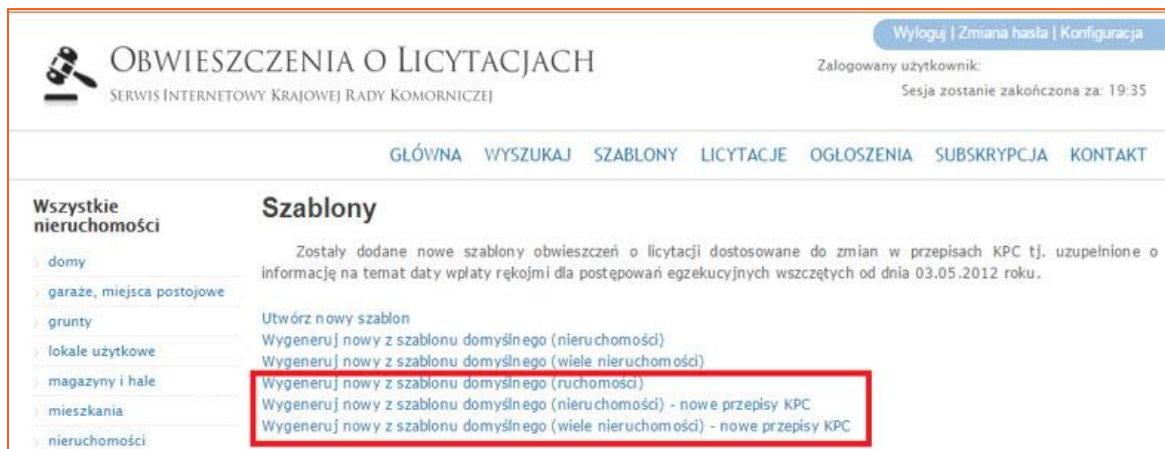 Wyloguj | Zmiana hasła | Konfiguracja
OBWIESZCZENIA O LICYTACJACH
SERWIS INTERNETOWY KRAJOWEJ RADY KOMORNICZEJ
Zalogowany użytkownik:
Sesja zostanie zakończona za: 19:35
GŁÓWNA WYSZUKAJ SZABLONY LICYTACJE OGŁOSZENIA SUBSKRYPCJA KONTAKT
Wszystkie
nieruchomości
domy
garaże, miejsca postojowe
grunty
lokale użytkowe
magazyny i hale
mieszkania
nieruchomości
Szablony
Zostały dodane nowe szablony obwieszczeń o licytacji dostosowane do zmian w przepisach KPC tj. uzupełnione o
informację na temat daty wpłaty rękojmi dla postępowań egzekucyjnych wszczętych od dnia 03.05.2012 roku.
Utwórz nowy szablon
Wygeneruj nowy z szablonu domyślnego (nieruchomości)
Wygeneruj nowy z szablonu domyślnego (wiele nieruchomości)
Wygeneruj nowy z szablonu domyślnego (ruchomości)
Wygeneruj nowy z szablonu domyślnego (nieruchomości) - nowe przepisy KPC
Wygeneruj nowy z szablonu domyślnego (wiele nieruchomości) - nowe przepisy KPC